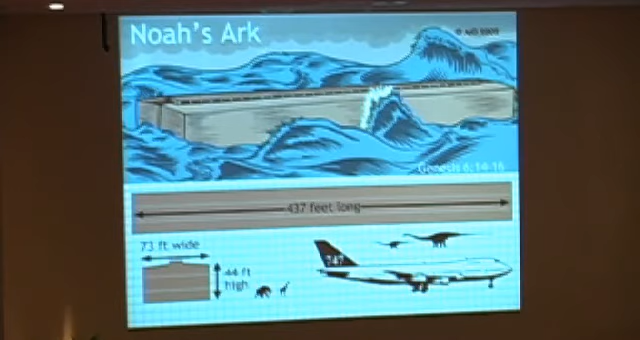 Noah's Ark
Genesis 6:14-16
437 feet long
73 ft wide
44 ft
high
747